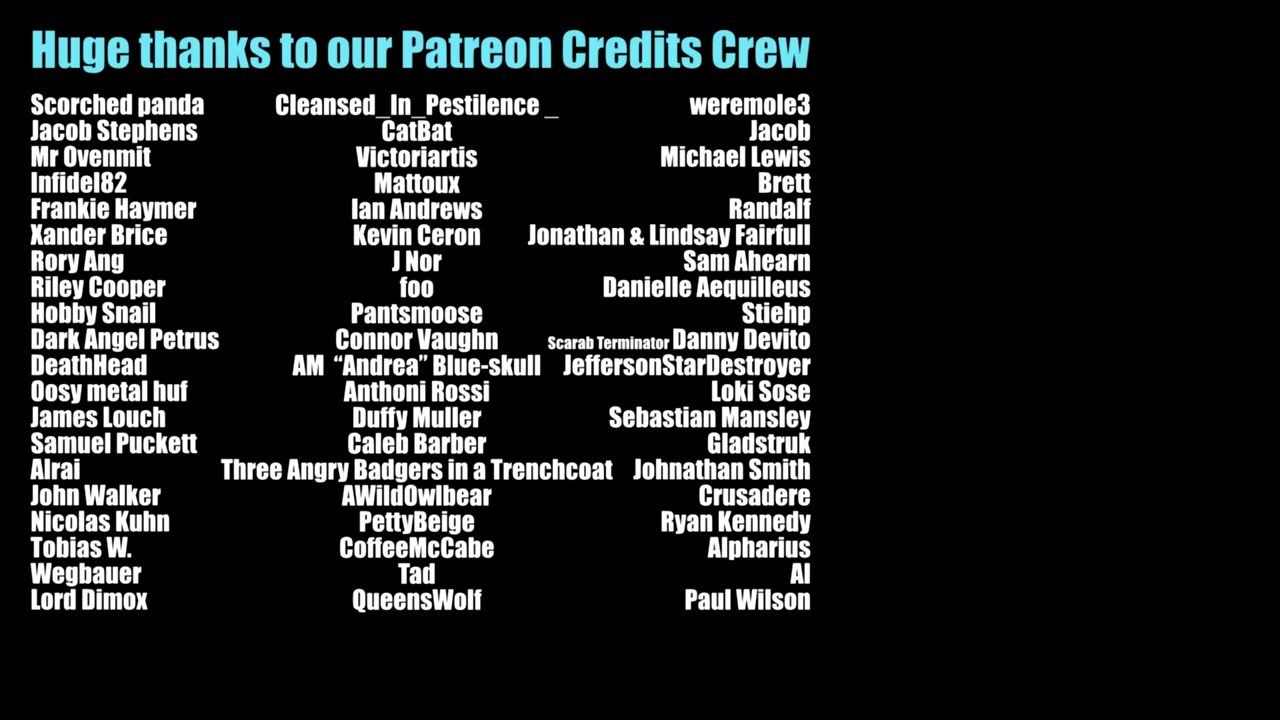 Huge thanks to our Patreon Credits Crew
Scorched panda Cleansed_In_Pestilence _ weremole3
Jacob Stephens CatBat Jacob
Mr Ovenmit Victoriartis Michael Lewis
Infidel82 Mattoux Brett
Frankie Haymer Ian Andrews Randalf
Xander Brice Kevin Ceron Jonathan & Lindsay Fairfull
Rory Ang J Nor Sam Ahearn
Riley Cooper foo Danielle Aequilleus
Hobby Snail Pantsmoose Stiehp
Dark Angel Petrus Connor Vaughn Scarab Terminator Danny Devito
DeathHead AM “Andrea” Blue-skull JeffersonStarDestroyer
Oosy metal huf Anthoni Rossi Loki Sose
James Louch Duffy Muller Sebastian Mansley
Samuel Puckett Caleb Barber Gladstruk
Alrai Three Angry Badgers in a Trenchcoat Johnathan Smith
John Walker AWildOwlbear Crusadere
Nicolas Kuhn PettyBeige Ryan Kennedy
Tobias W. CoffeeMcCabe Alpharius
Wegbauer Tad Al
Lord Dimox QueensWolf Paul Wilson